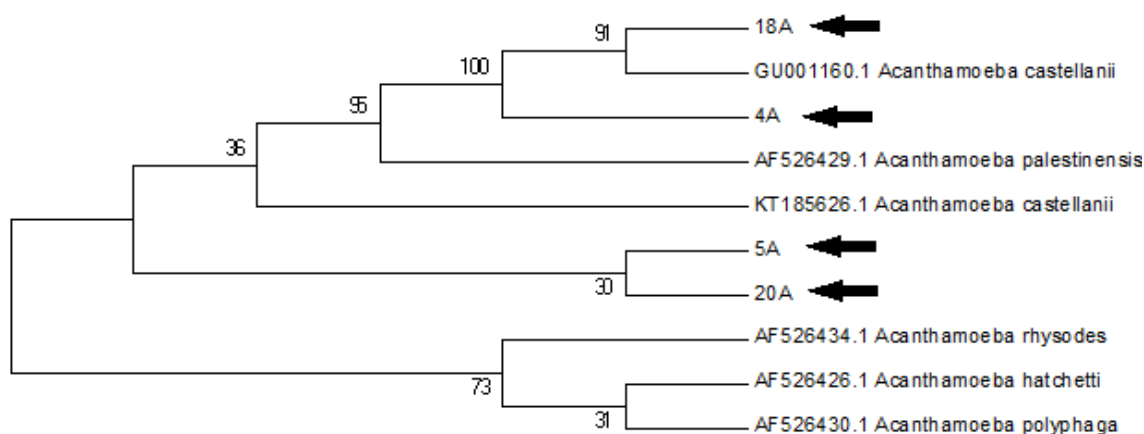 18A
91
GU001160.1 Acanthamoeba castellanii
100
4A
95
AF526429.1 Acanthamoeba palestinensis
36
KT185626.1 Acanthamoeba castellanii
5A
30
20A
AF526434.1 Acanthamoeba rhysodes
73
AF526426.1 Acanthamoeba hatchetti
31
AF526430.1 Acanthamoeba polyphaga